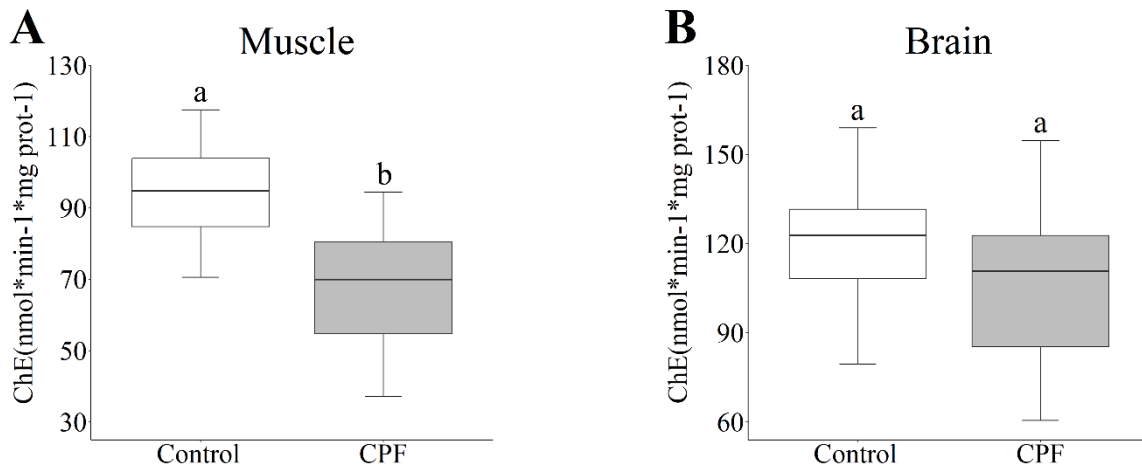 A
Muscle
ChE(nmol*min-1*mg prot-1)
130
110
90
70
50
30
a
b
Control
CPF
B
Brain
ChE(nmol*min-1*mg prot-1)
180
150
120
90
60
a
a
Control
CPF